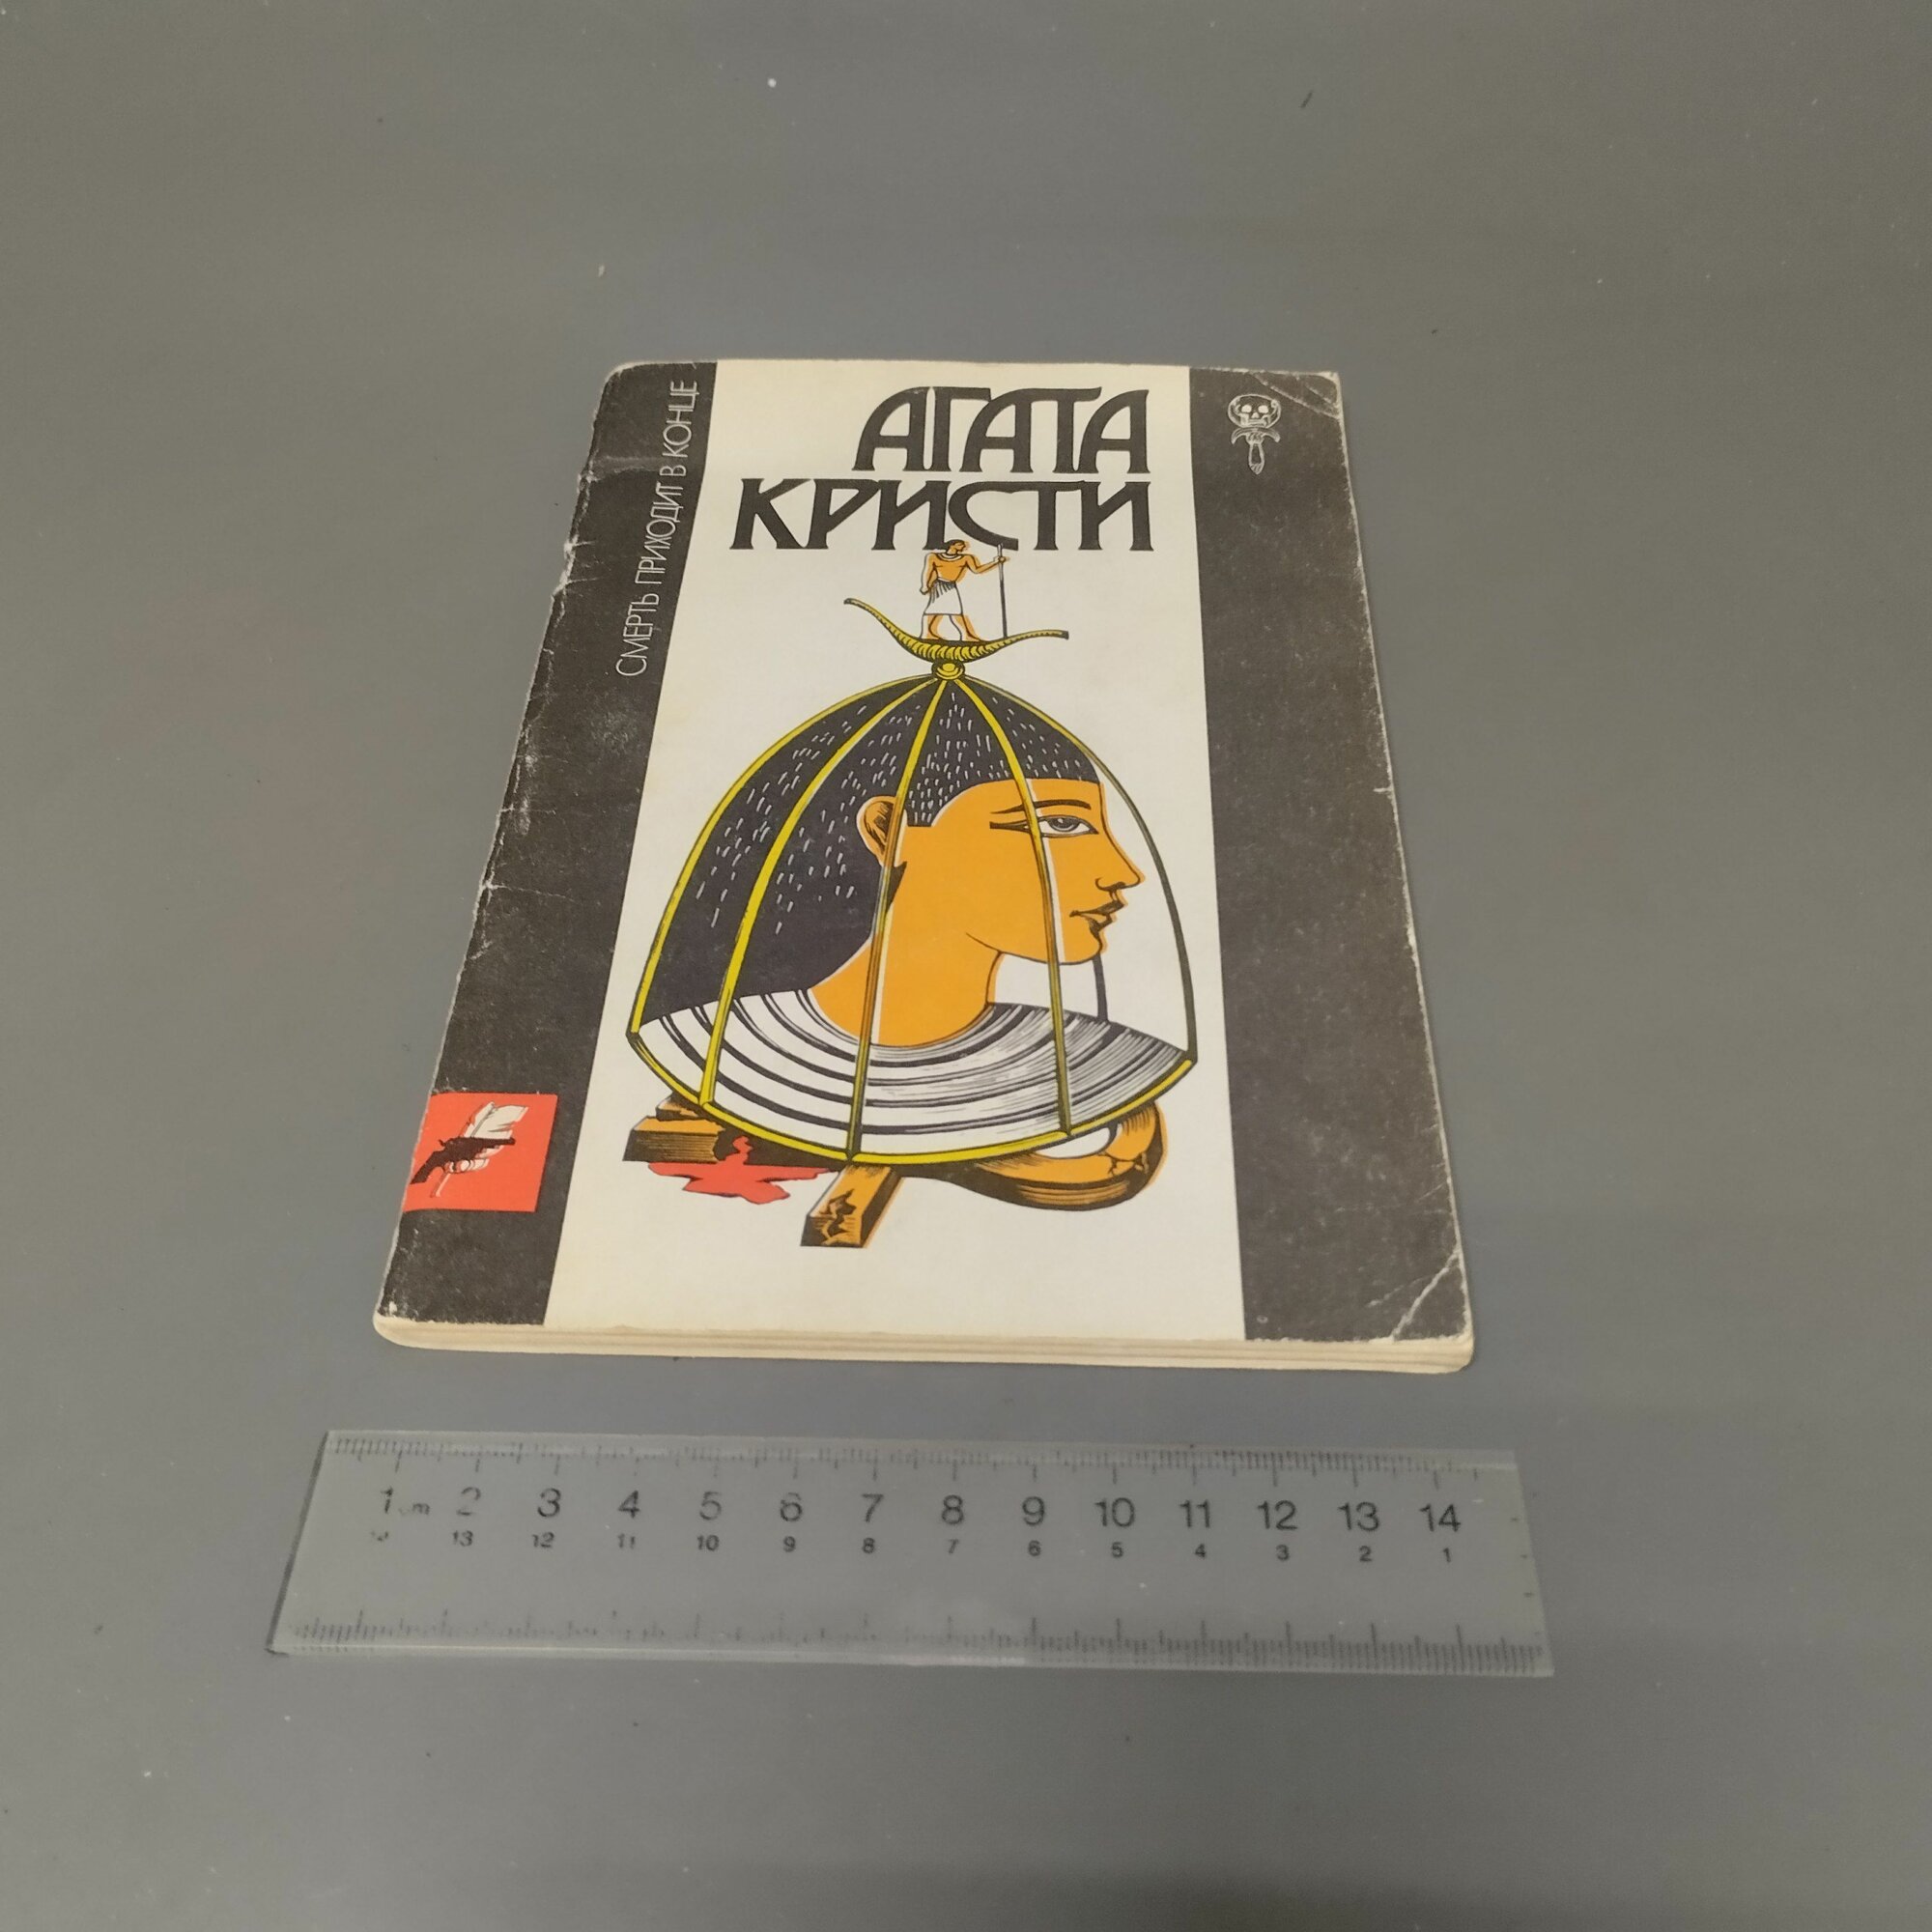 СМЕРТЬ ПРИХОДИТ В КОНЦЕ
АГАТА
КРИСТИ
1 cm 2 3 4 5 6 7 8 9 10 11 12 13 14
13 12 11 10 9 8 7 6 5 4 3 2 1